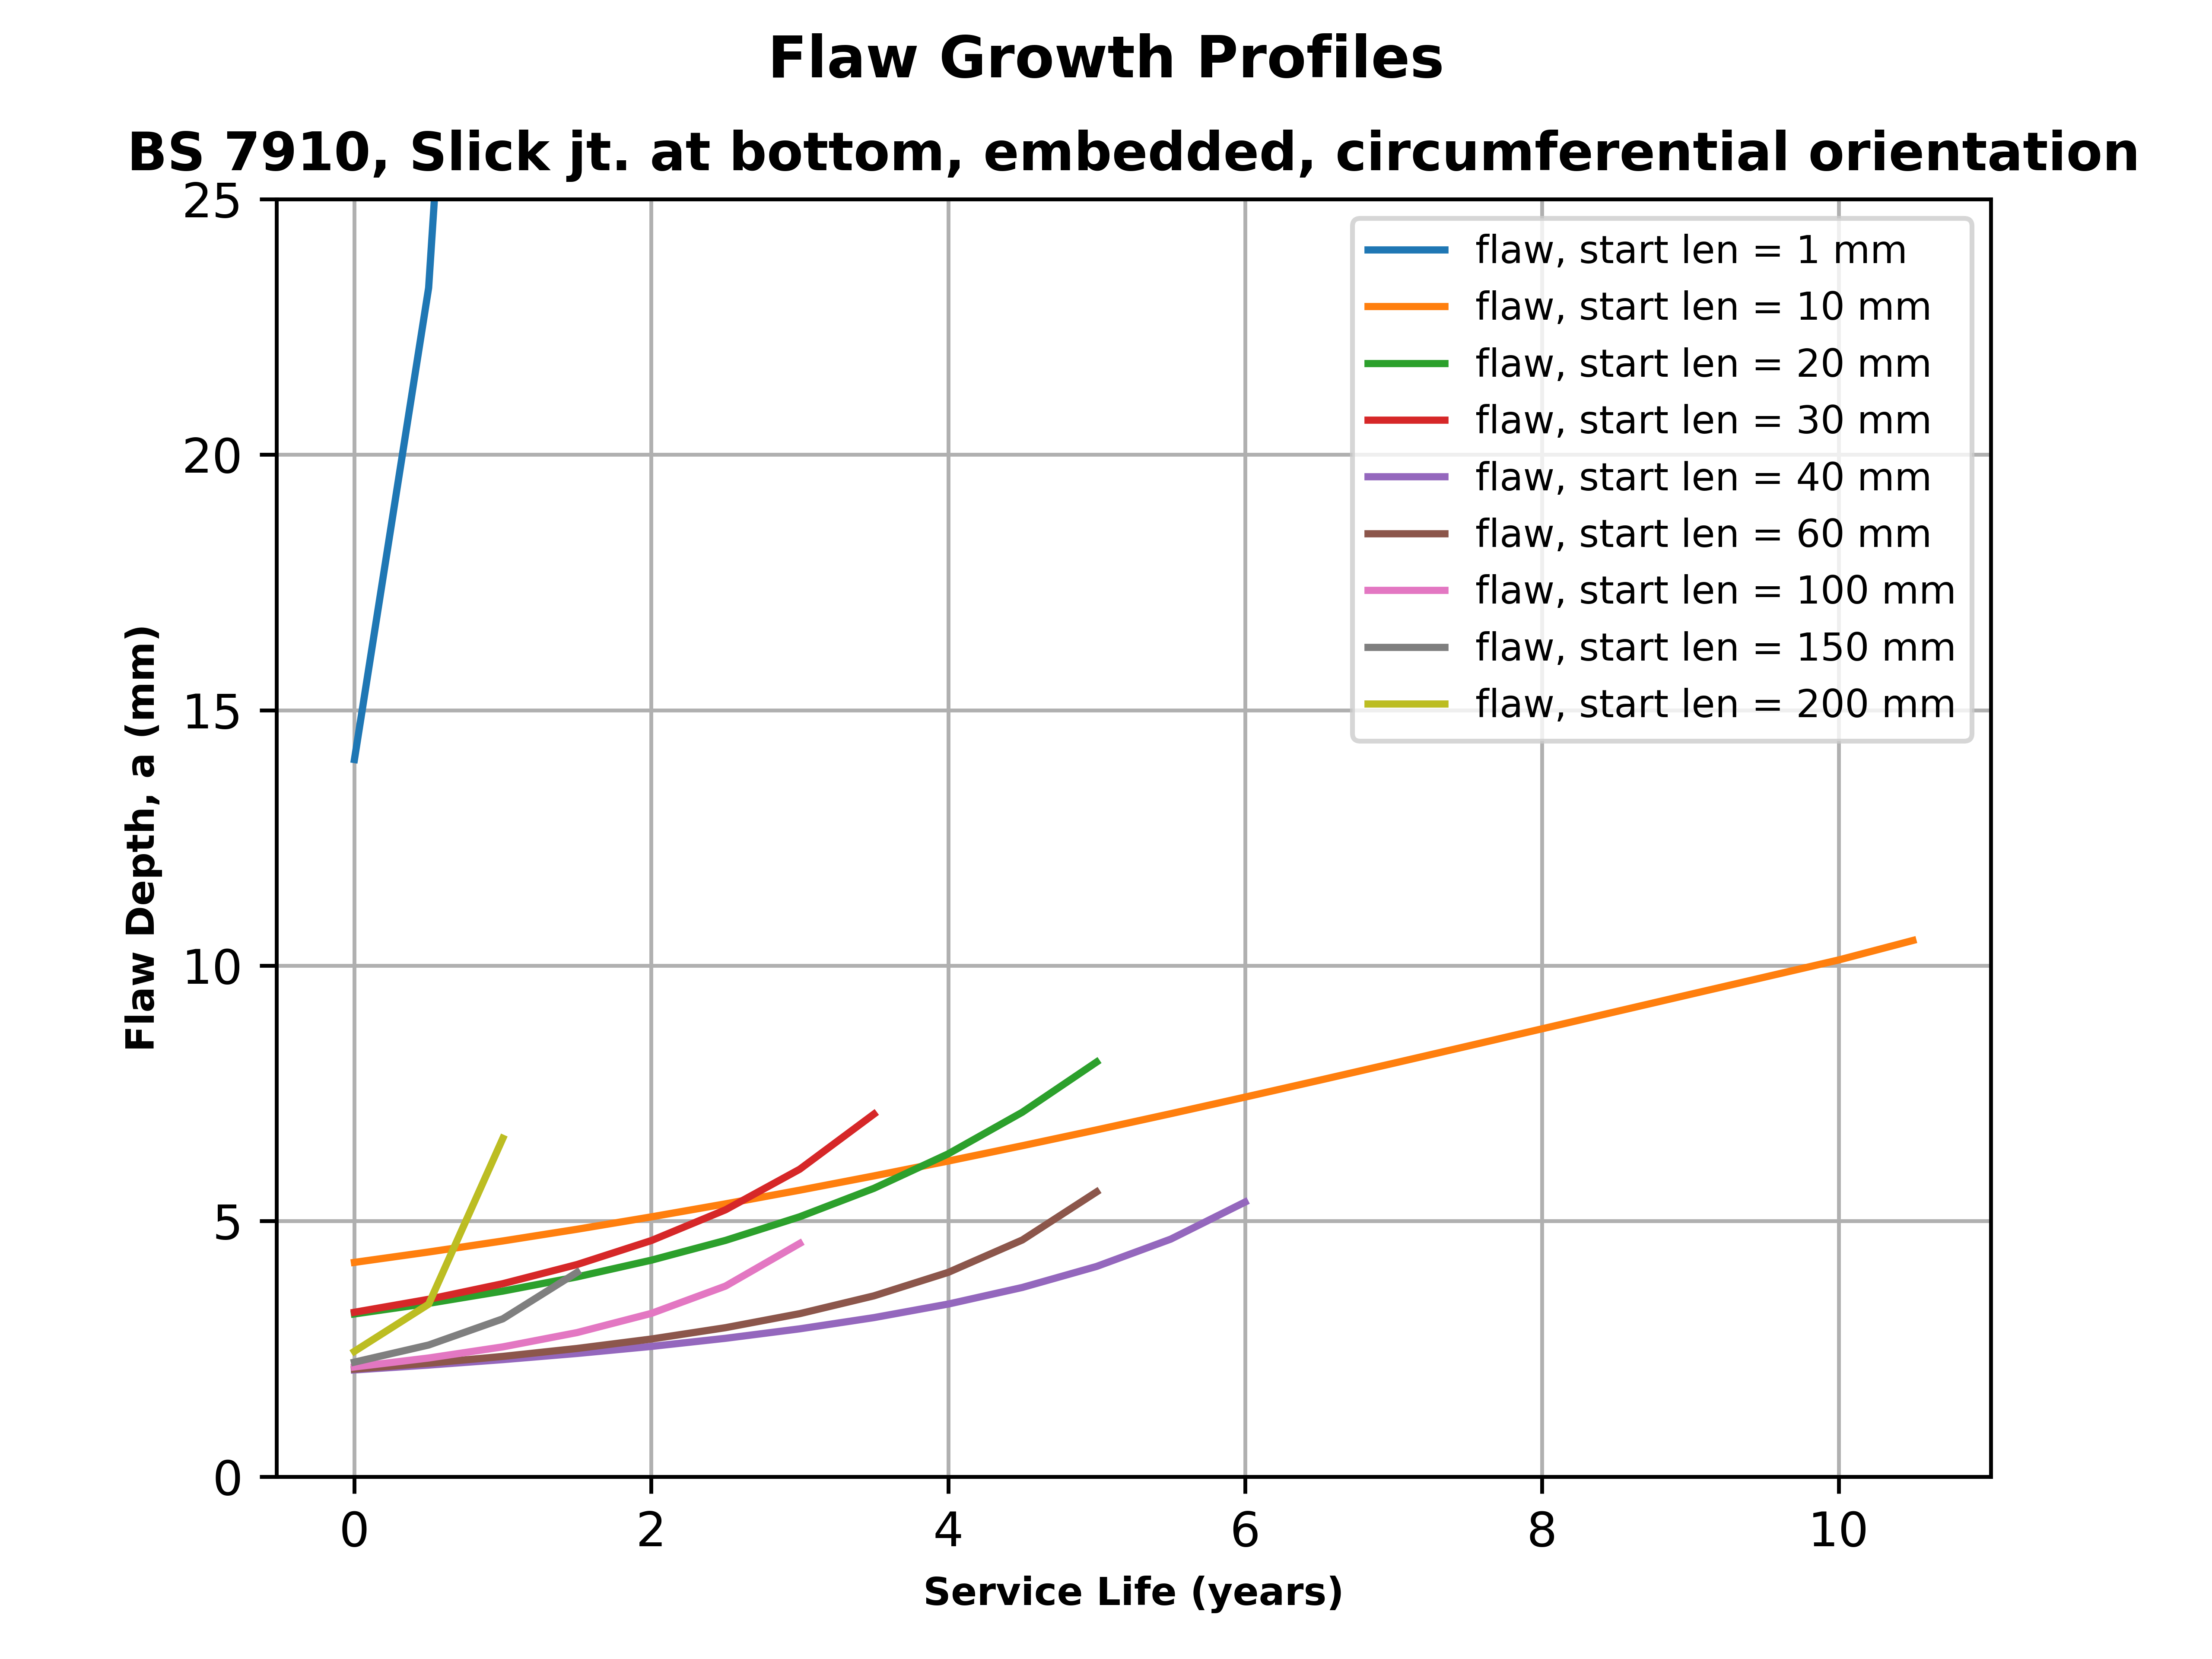 Flaw Growth Profiles
BS 7910, Slick jt. at bottom, embedded, circumferential orientation
25
20
15
10
5
0
Flaw Depth, a (mm)
flaw, start len = 1 mm
flaw, start len = 10 mm
flaw, start len = 20 mm
flaw, start len = 30 mm
flaw, start len = 40 mm
flaw, start len = 60 mm
flaw, start len = 100 mm
flaw, start len = 150 mm
flaw, start len = 200 mm
0 2 4 6 8 10
Service Life (years)